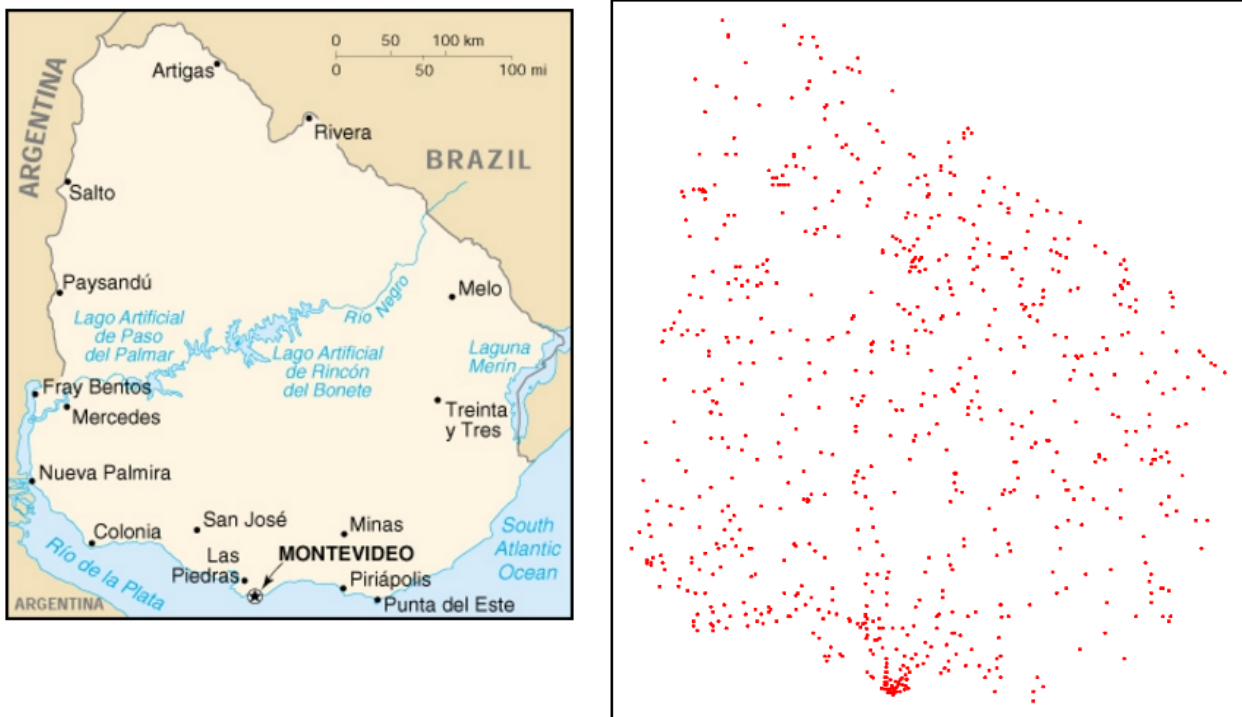 0 50 100 km
0 50 100 mi
Artigas
ARGENTINA
Rivera
BRAZIL
Salto
Paysandú
Melo
Río Negro
Lago Artificial
de Paso
del Palmar
Lago Artificial
de Rincón
del Bonete
Laguna
Merín
Fray Bentos
Mercedes
Treinta
y Tres
Nueva Palmira
San José
Minas
South
Atlantic
Ocean
Colonia
MONTEVIDEO
Las
Piedras
Río de la Plata
Piriápolis
Punta del Este
ARGENTINA